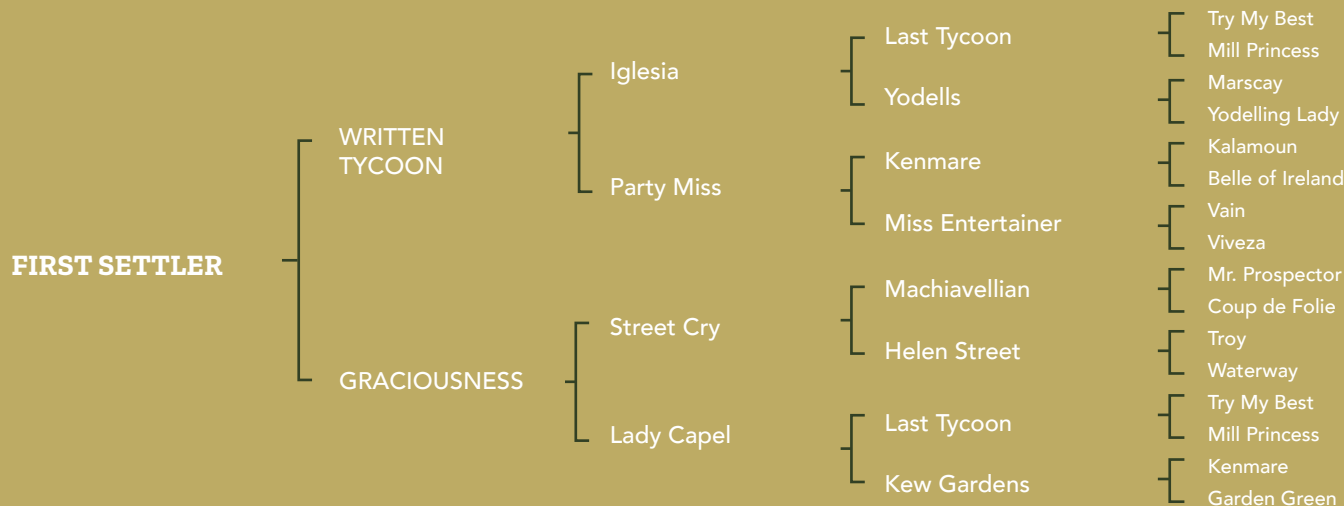 FIRST SETTLER
WRITTEN
TYCOON
GRACIOUSNESS
Iglesia
Party Miss
Street Cry
Lady Capel
Last Tycoon
Yodells
Kenmare
Miss Entertainer
Machiavellian
Helen Street
Last Tycoon
Kew Gardens
Try My Best
Mill Princess
Marscay
Yodelling Lady
Kalamoun
Belle of Ireland
Vain
Viveza
Mr. Prospector
Coup de Folie
Troy
Waterway
Try My Best
Mill Princess
Kenmare
Garden Green